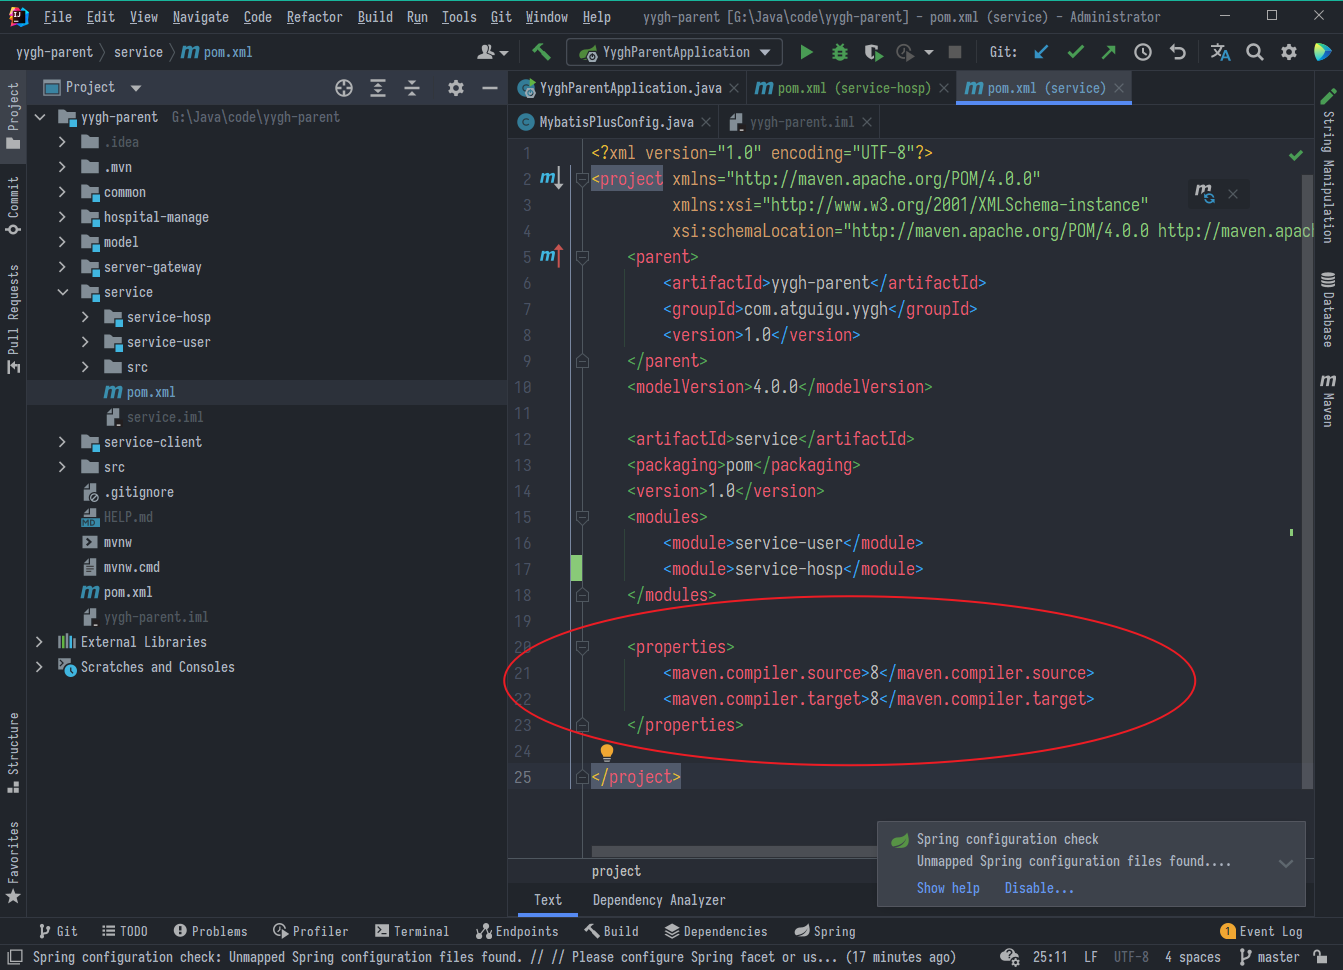 File Edit View Navigate Code Refactor Build Run Tools Git Window Help yygh-parent [G:\Java\code\yygh-parent] - pom.xml (service) - Administrator
yygh-parent service pom.xml YyghParentApplication Git:
Project
YyghParentApplication.java pom.xml (service-hosp) pom.xml (service)
MybatisPlusConfig.java yygh-parent.iml
Project
Commit
Pull Requests
Structure
Favorites
yygh-parent G:\Java\code\yygh-parent
.idea
.mvn
common
hospital-manage
model
server-gateway
service
service-hosp
service-user
src
pom.xml
service.iml
service-client
src
.gitignore
HELP.md
mvnw
mvnw.cmd
pom.xml
yygh-parent.iml
External Libraries
Scratches and Consoles
1 <?xml version="1.0" encoding="UTF-8"?>
2 <project xmlns="http://maven.apache.org/POM/4.0.0"
3 xmlns:xsi="http://www.w3.org/2001/XMLSchema-instance"
4 xsi:schemaLocation="http://maven.apache.org/POM/4.0.0 http://maven.apac
5 <parent>
6 <artifactId>yygh-parent</artifactId>
7 <groupId>com.atguigu.yygh</groupId>
8 <version>1.0</version>
9 </parent>
10 <modelVersion>4.0.0</modelVersion>
11
12 <artifactId>service</artifactId>
13 <packaging>pom</packaging>
14 <version>1.0</version>
15 <modules>
16 <module>service-user</module>
17 <module>service-hosp</module>
18 </modules>
19
20 <properties>
21 <maven.compiler.source>8</maven.compiler.source>
22 <maven.compiler.target>8</maven.compiler.target>
23 </properties>
24
25 </project>
String Manipulation
Database
Maven
Spring configuration check
Unmapped Spring configuration files found....
Show help Disable...
project
Text Dependency Analyzer
Git TODO Problems Profiler Terminal Endpoints Build Dependencies Spring 1 Event Log
Spring configuration check: Unmapped Spring configuration files found. // // Please configure Spring facet or us... (17 minutes ago) 25:11 LF UTF-8 4 spaces master